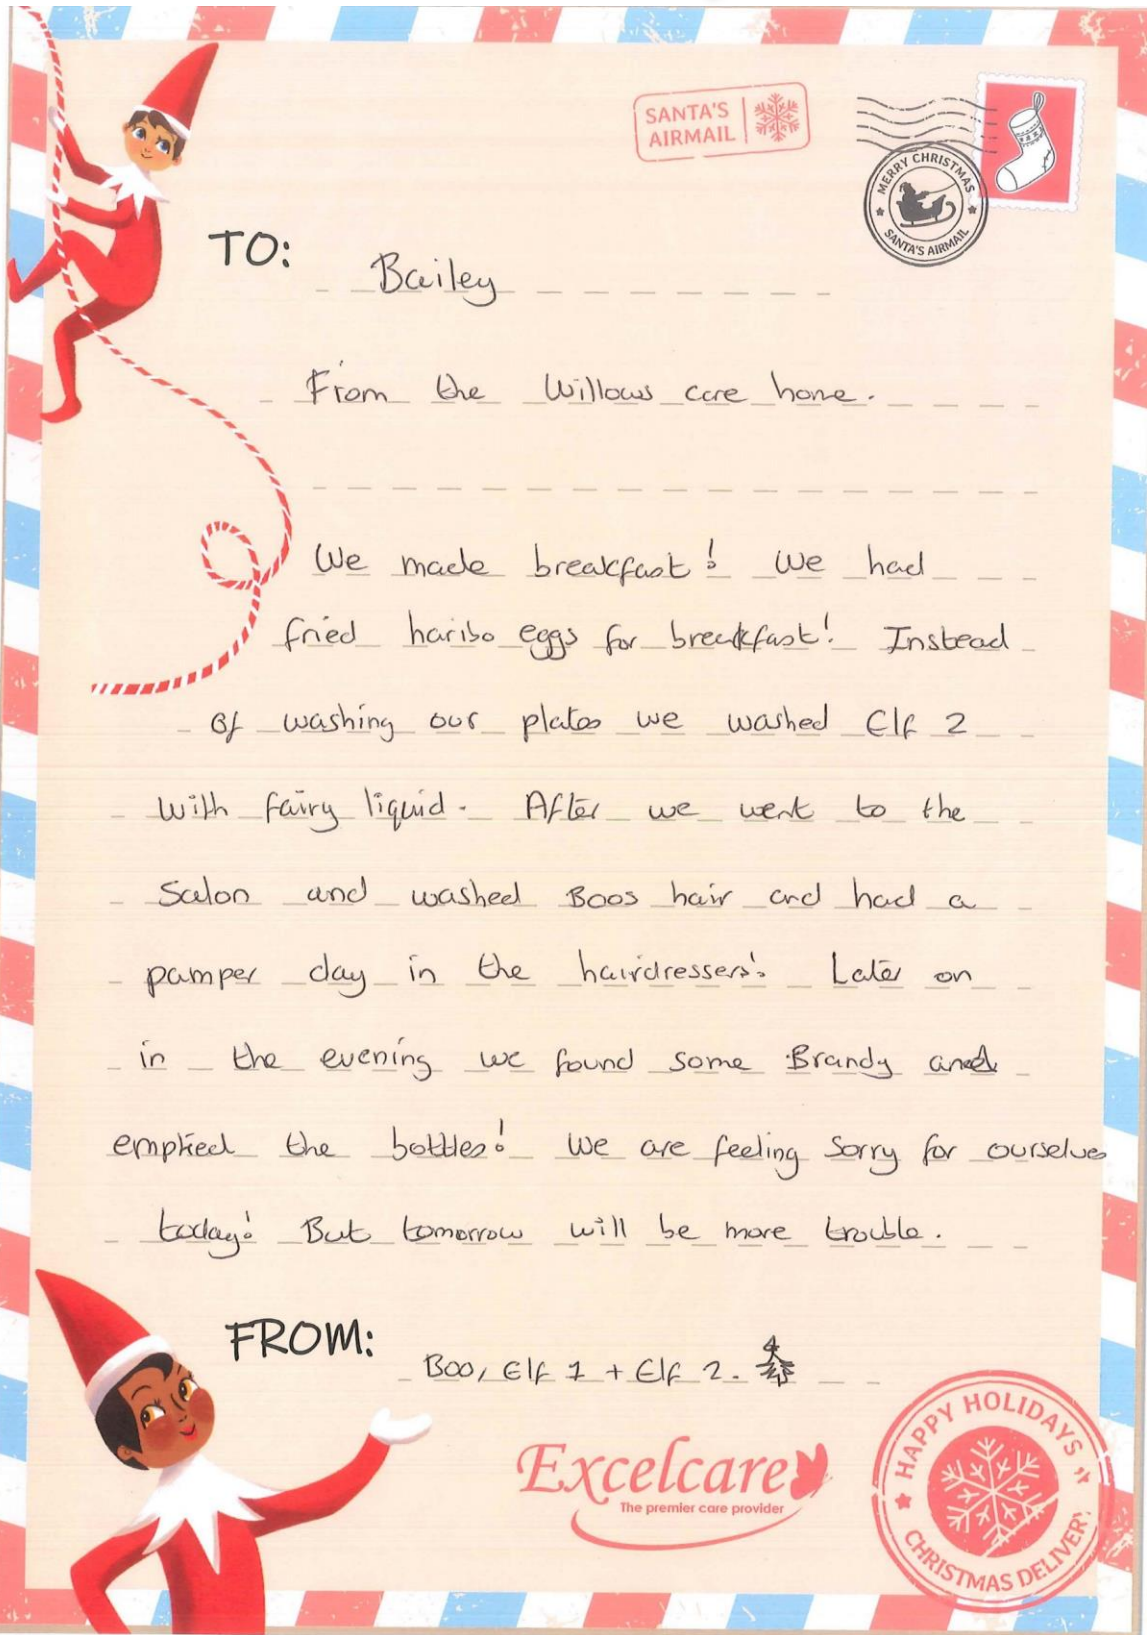 SANTA'S
AIRMAIL
MERRY CHRISTMAS
SANTA'S AIRMAIL
TO: Bailey
From the Willows care home.
We made breakfast! We had
fried haribo eggs for breakfast! Instead
Of washing our plates we washed Elf 2
with fairy liquid. After we went to the
Salon and washed Boos hair and had a
pamper day in the hairdressers! Later on
in the evening we found some Brandy and
emptied the bottles! We are feeling Sorry for ourselves
today! But tomorrow will be more trouble.
FROM: Boo, Elf 1 + Elf 2.
Excelcare
The premier care provider
HAPPY HOLIDAYS
CHRISTMAS DELIVERY